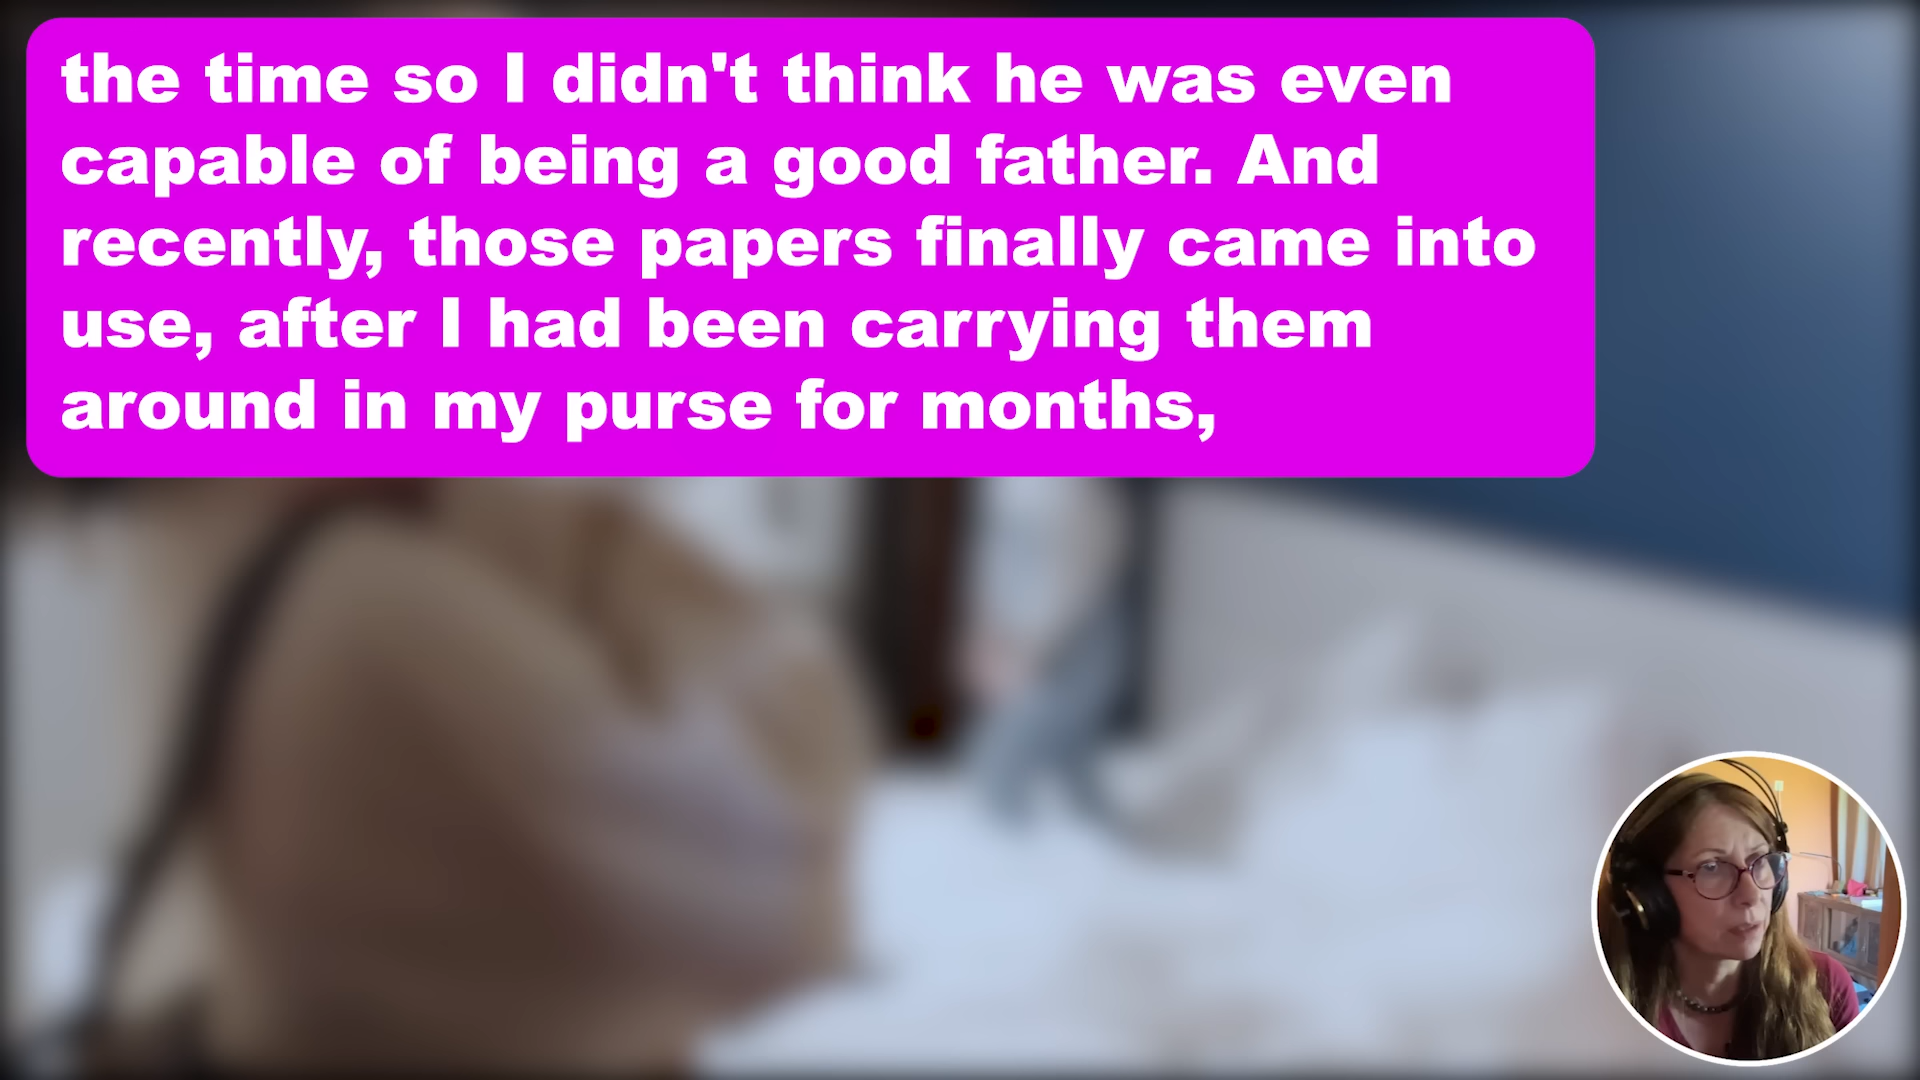 the time so I didn't think he was even
capable of being a good father. And
recently, those papers finally came into
use, after I had been carrying them
around in my purse for months,